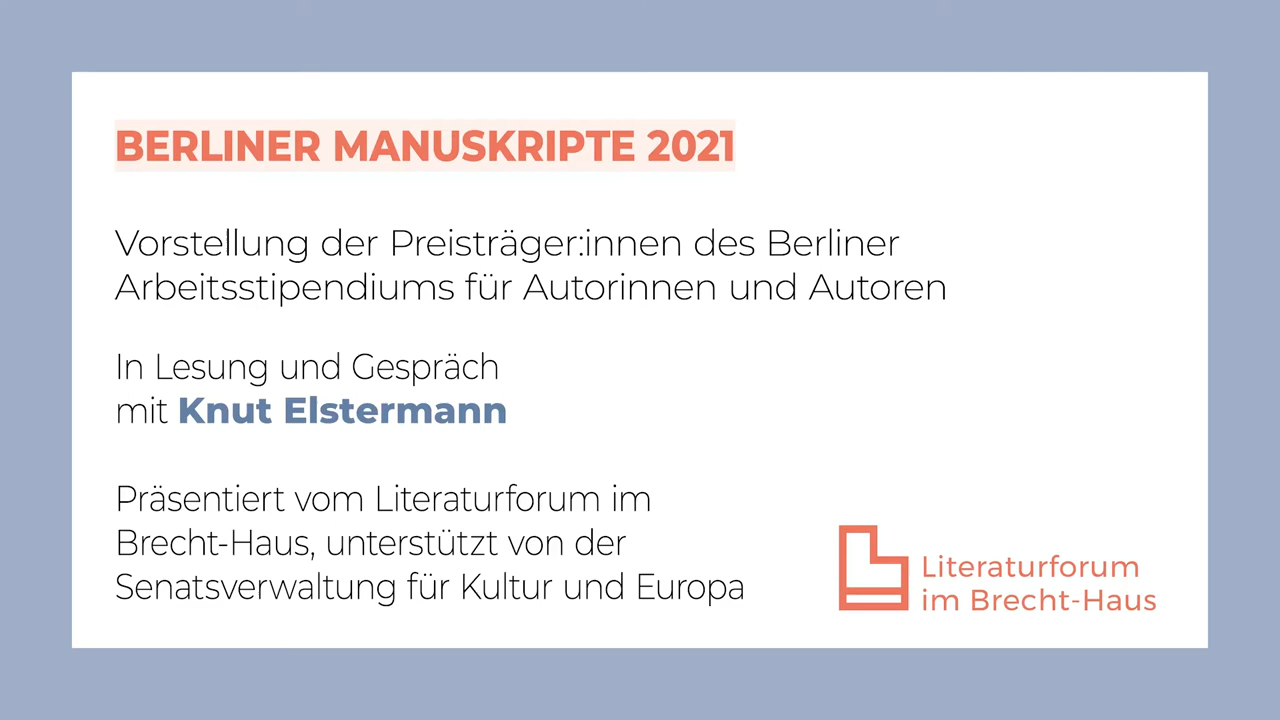 BERLINER MANUSKRIPTE 2021
Vorstellung der Preisträger:innen des Berliner
Arbeitsstipendiums für Autorinnen und Autoren
In Lesung und Gespräch
mit Knut Elstermann
Präsentiert vom Literaturforum im
Brecht-Haus, unterstützt von der
Senatsverwaltung für Kultur und Europa
Literaturforum
im Brecht-Haus